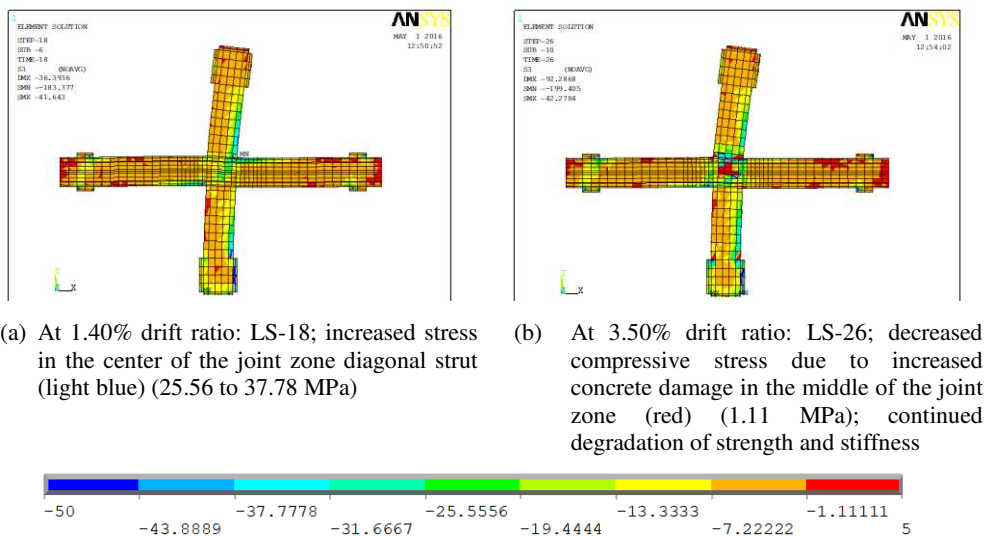 1
ELEMENT SOLUTION
STEP=18
SUB =6
TIME=18
S3 (NOAVG)
DMX =36.3936
SMN =-183.377
SMX =41.643
ANSYS
MAY 1 2016
12:50:52
MN
MX
Z
X
1
ELEMENT SOLUTION
STEP=26
SUB =10
TIME=26
S3 (NOAVG)
DMX =92.2868
SMN =-199.405
SMX =42.2784
ANSYS
MAY 1 2016
12:54:02
Z
X
(a) At 1.40% drift ratio: LS-18; increased stress
in the center of the joint zone diagonal strut
(light blue) (25.56 to 37.78 MPa)
(b) At 3.50% drift ratio: LS-26; decreased
compressive stress due to increased
concrete damage in the middle of the joint
zone (red) (1.11 MPa); continued
degradation of strength and stiffness
-50 -37.7778 -25.5556 -13.3333 -1.11111
-43.8889 -31.6667 -19.4444 -7.22222 5